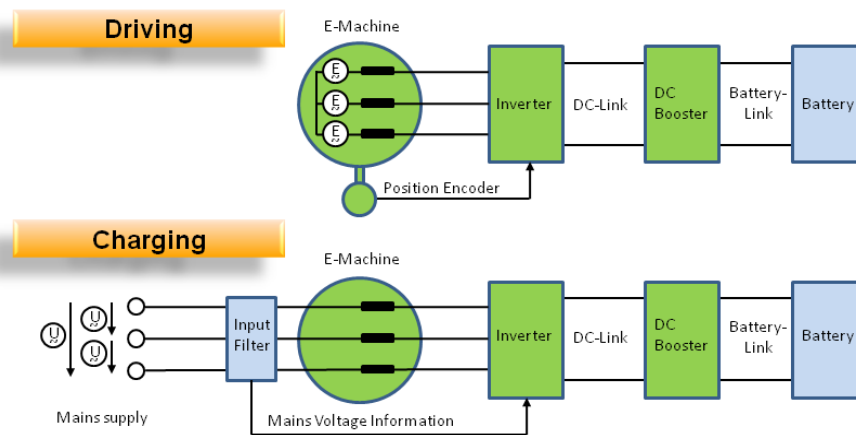 Driving
E-Machine
E
E
E
Inverter
DC-Link
DC
Booster
Battery-
Link
Battery
Position Encoder
Charging
E-Machine
U
U
U
Input
Filter
Inverter
DC-Link
DC
Booster
Battery-
Link
Battery
Mains supply
Mains Voltage Information